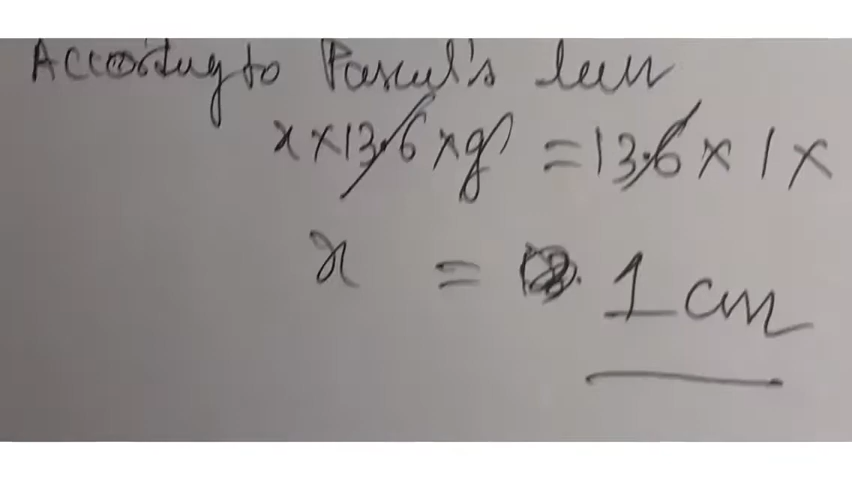 According to Pascal's law
x × 13.6 × g = 13.6 × 1 ×
x = 1 cm